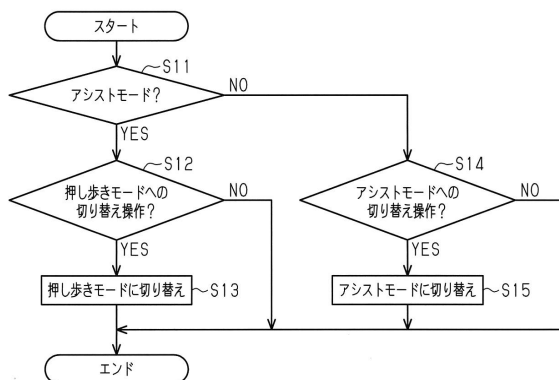 スタート
S11
アシストモード?
NO
YES
S12
押し歩きモードへの
切り替え操作?
NO
YES
S14
アシストモードへの
切り替え操作?
NO
YES
押し歩きモードに切り替え
S13
アシストモードに切り替え
S15
エンド